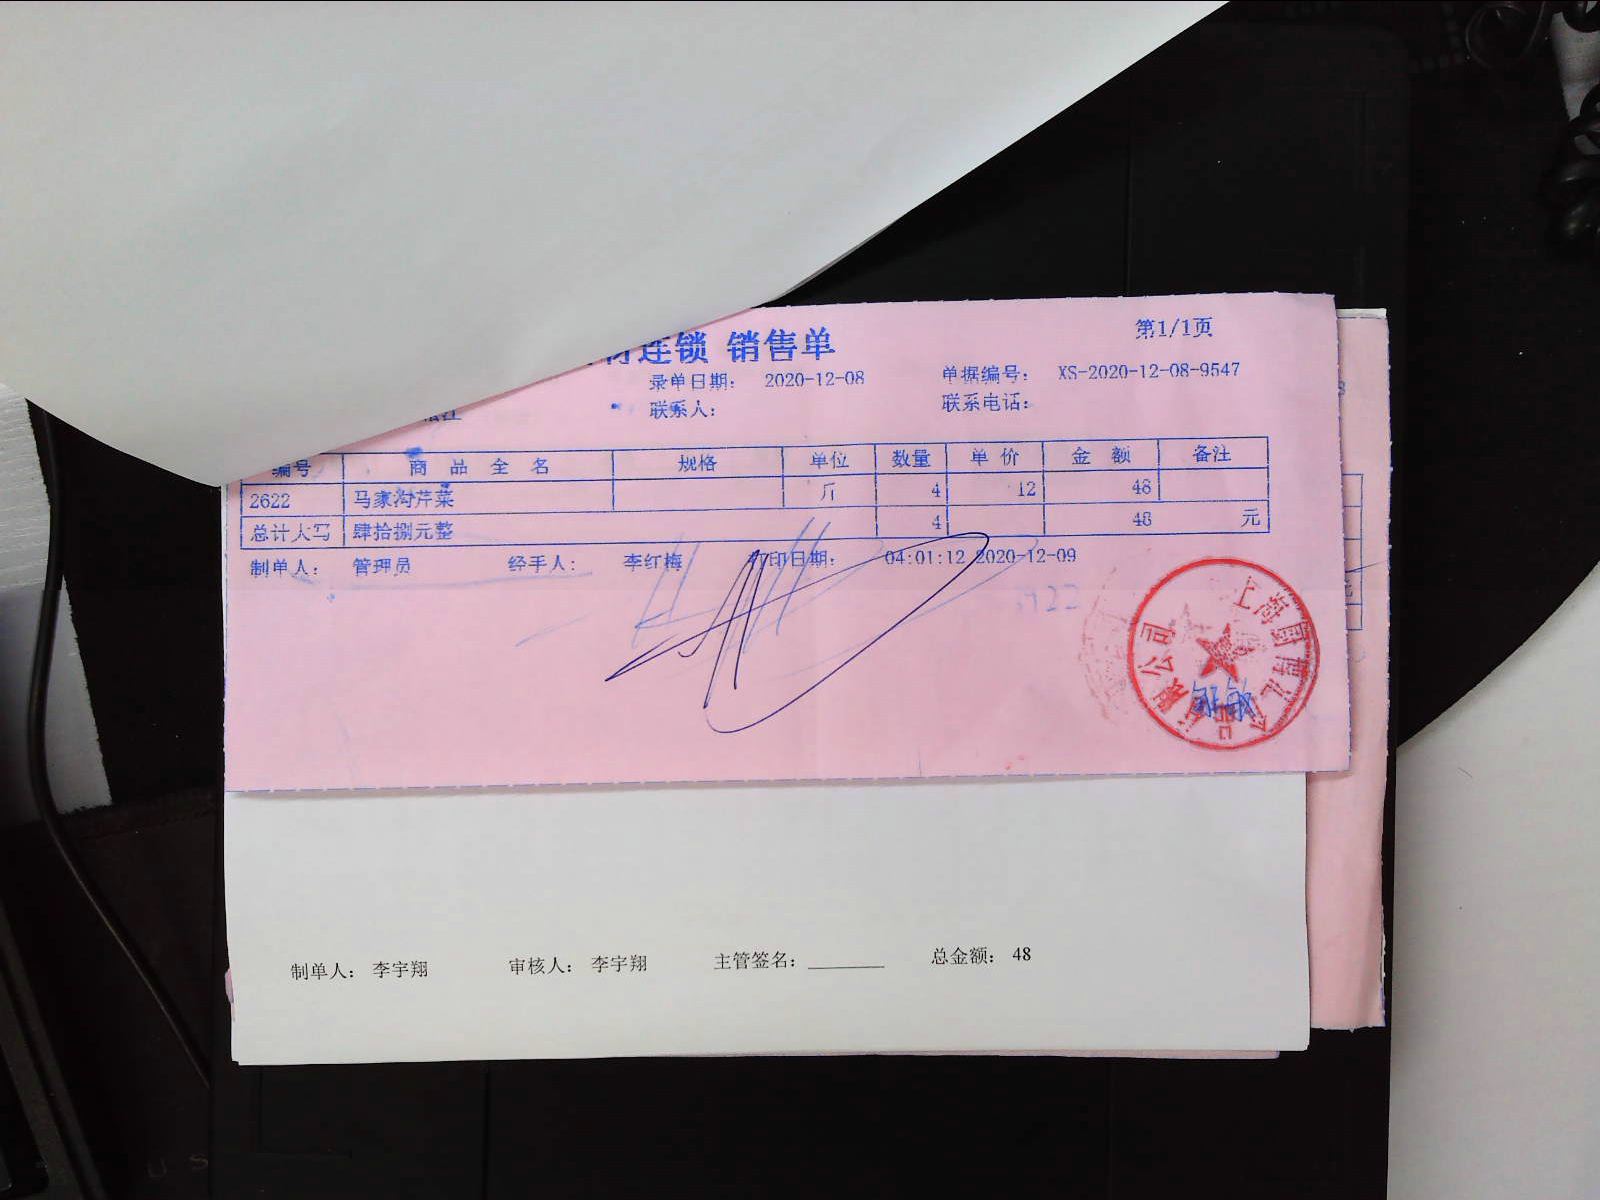 连锁 销售单
第1/1页
录单日期： 2020-12-08 单据编号： XS-2020-12-08-9547
联系人： 联系电话：
编号 商品全名 规格 单位 数量 单价 金额 备注
2622 马家沟芹菜 斤 4 12 48
总计大写 肆拾捌元整 4 48 元
制单人： 管理员 经手人： 李红梅 打印日期： 04:01:12 2020-12-09
上海 公司
制单人： 李宇翔 审核人： 李宇翔 主管签名： 总金额： 48